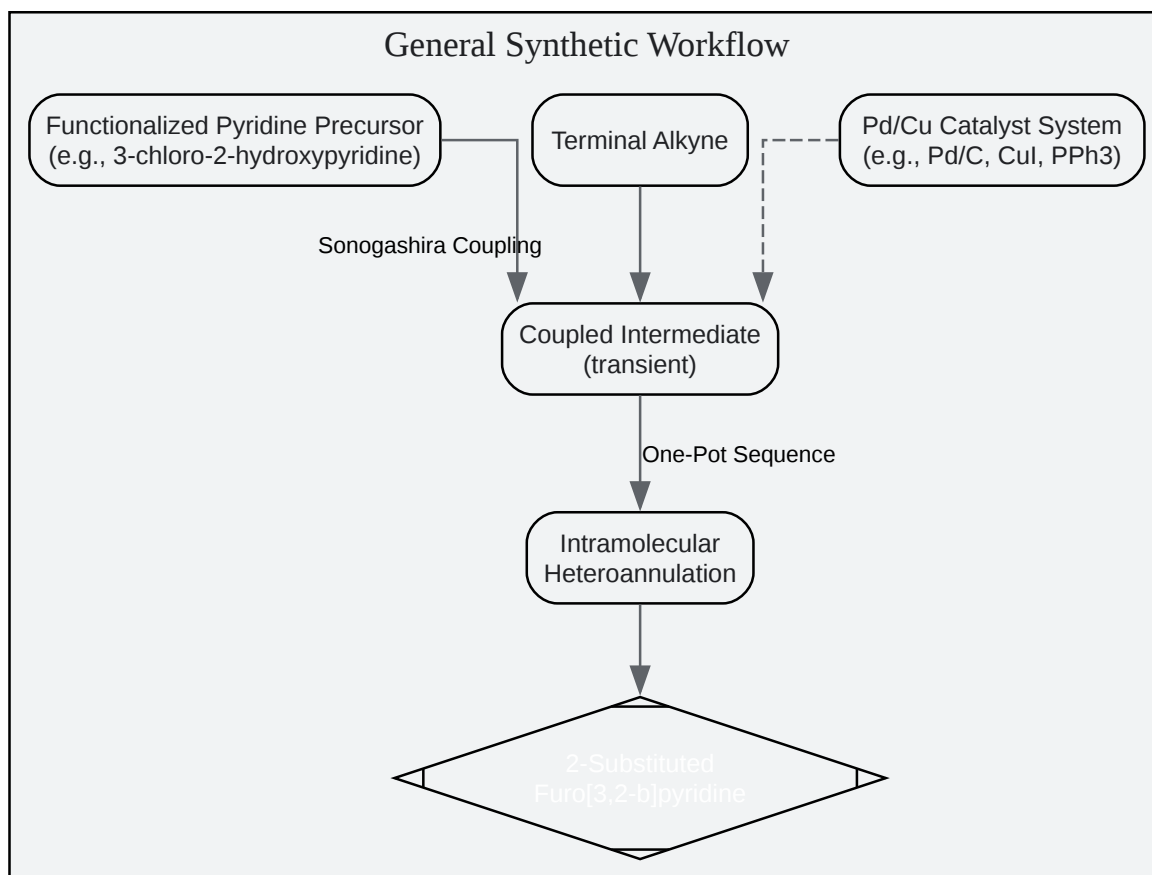 General Synthetic Workflow
Functionalized Pyridine Precursor
(e.g., 3-chloro-2-hydroxypyridine)
Terminal Alkyne
Pd/Cu Catalyst System
(e.g., Pd/C, CuI, PPh3)
Sonogashira Coupling
Coupled Intermediate
(transient)
One-Pot Sequence
Intramolecular
Heteroannulation
2-Substituted
Furo[3,2-b]pyridine